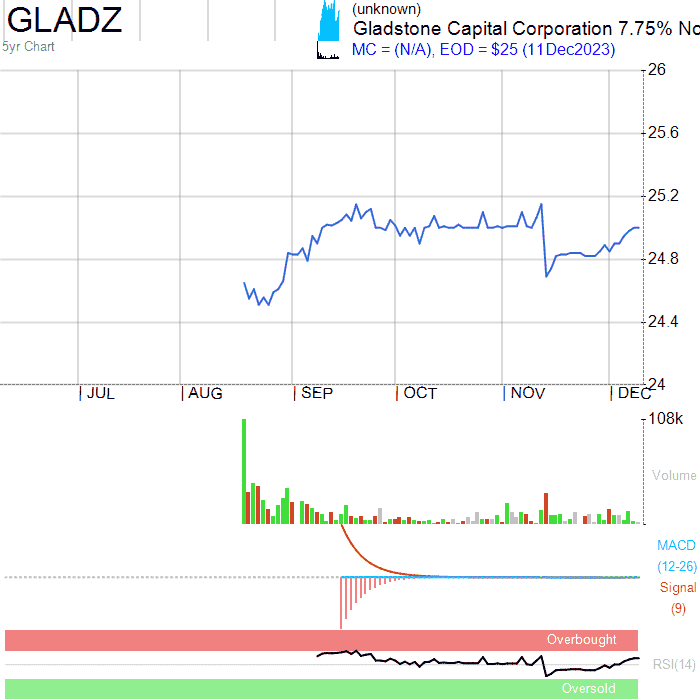 GLADZ
5yr Chart
(unknown)
Gladstone Capital Corporation 7.75% No
MC = (N/A), EOD = $25 (11Dec2023)
26
25.6
25.2
24.8
24.4
24
JUL AUG SEP OCT NOV DEC
108k
Volume
MACD
(12-26)
Signal
(9)
Overbought
RSI(14)
Oversold